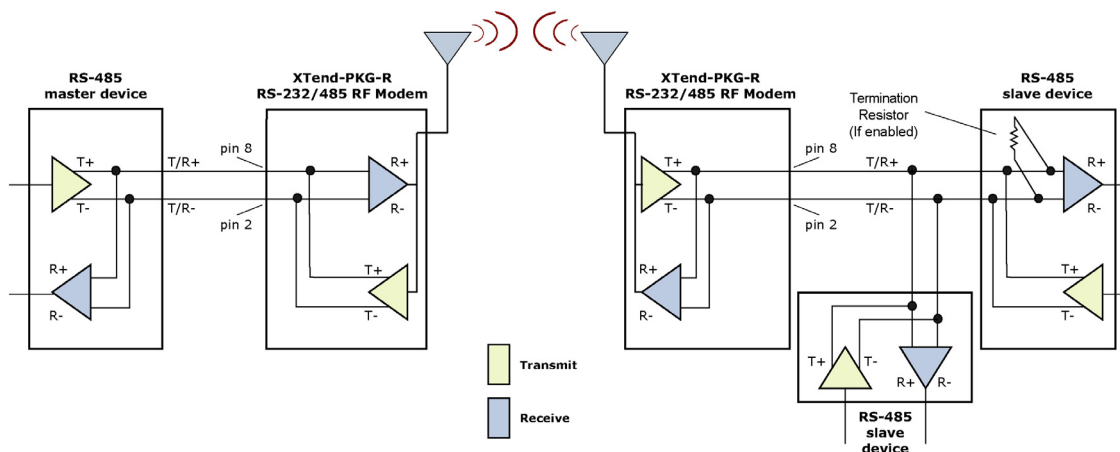 RS-485
master device
XTend-PKG-R
RS-232/485 RF Modem
XTend-PKG-R
RS-232/485 RF Modem
RS-485
slave device
Termination
Resistor
(If enabled)
T+
T-
R+
R-
T/R+
T/R-
pin 8
pin 2
R+
R-
T+
T-
T+
T-
R+
R-
pin 8
pin 2
T/R+
T/R-
R+
R-
T+
T-
T+
T-
R+
R-
RS-485
slave
device
Transmit
Receive